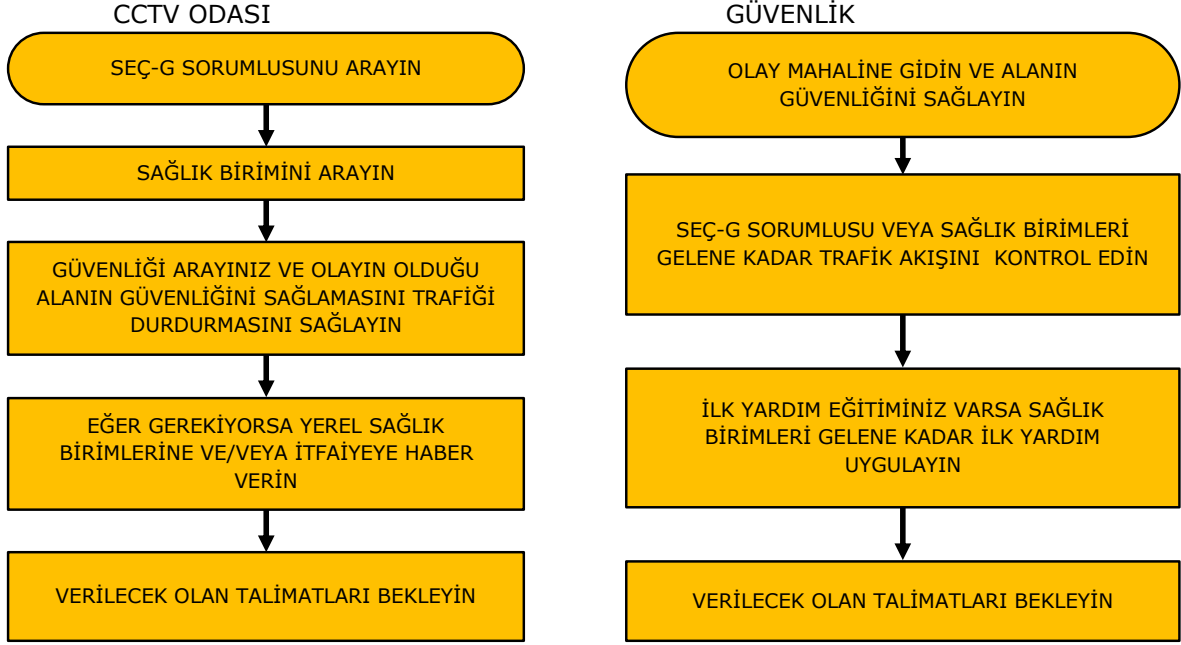 CCTV ODASI
SEÇ-G SORUMLUSUNU ARAYIN
SAĞLIK BİRİMİNİ ARAYIN
GÜVENLİĞİ ARAYINIZ VE OLAYIN OLDUĞU
ALANIN GÜVENLİĞİNİ SAĞLAMASINI TRAFİĞİ
DURDURMASINI SAĞLAYIN
EĞER GEREKİYORSA YEREL SAĞLIK
BİRİMLERİNE VE/VEYA İTFAİYEYE HABER
VERİN
VERİLECEK OLAN TALİMATLARI BEKLEYİN
GÜVENLİK
OLAY MAHALİNE GİDİN VE ALANIN
GÜVENLİĞİNİ SAĞLAYIN
SEÇ-G SORUMLUSU VEYA SAĞLIK BİRİMLERİ
GELENE KADAR TRAFİK AKIŞINI  KONTROL EDİN
İLK YARDIM EĞİTİMİNİZ VARSA SAĞLIK
BİRİMLERİ GELENE KADAR İLK YARDIM
UYGULAYIN
VERİLECEK OLAN TALİMATLARI BEKLEYİN